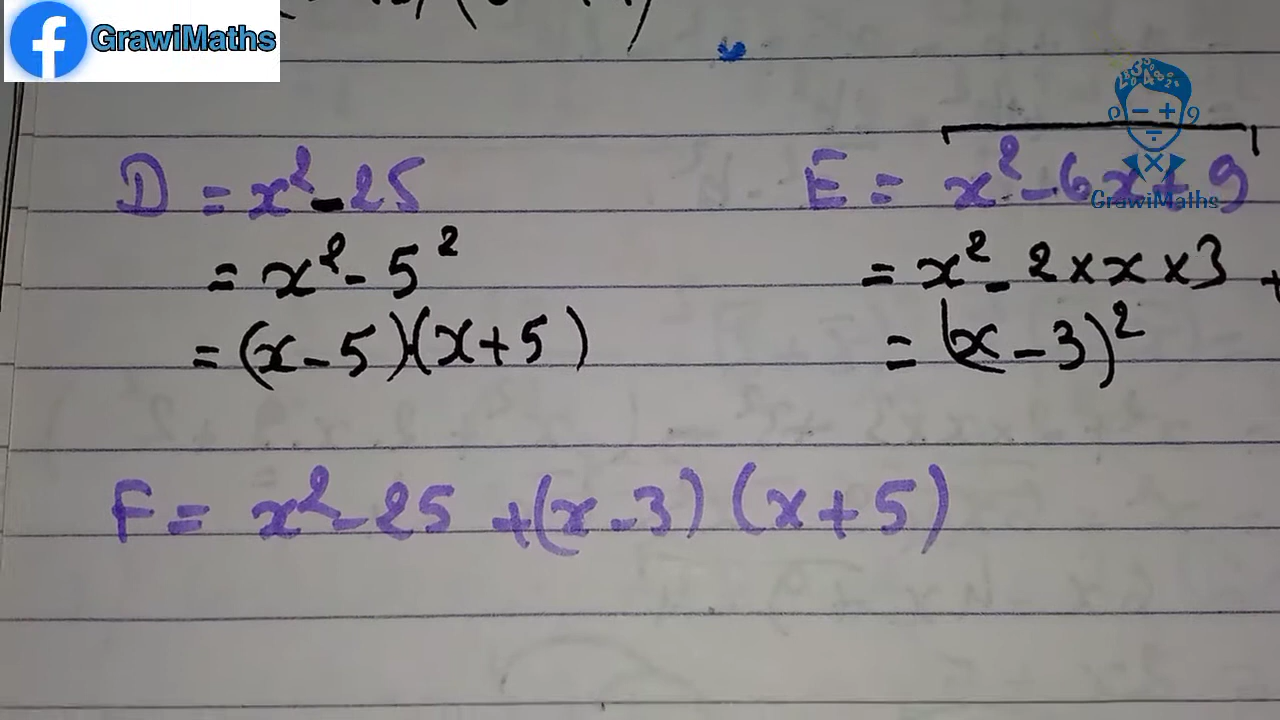 GrawiMaths
D = x² - 25
= x² - 5²
= (x - 5)·(x + 5)
E = x² - 6x + 9
= x² - 2 × x × 3 +
= (x - 3)²
GrawiMaths
F = x² - 25 + (x - 3) (x + 5)